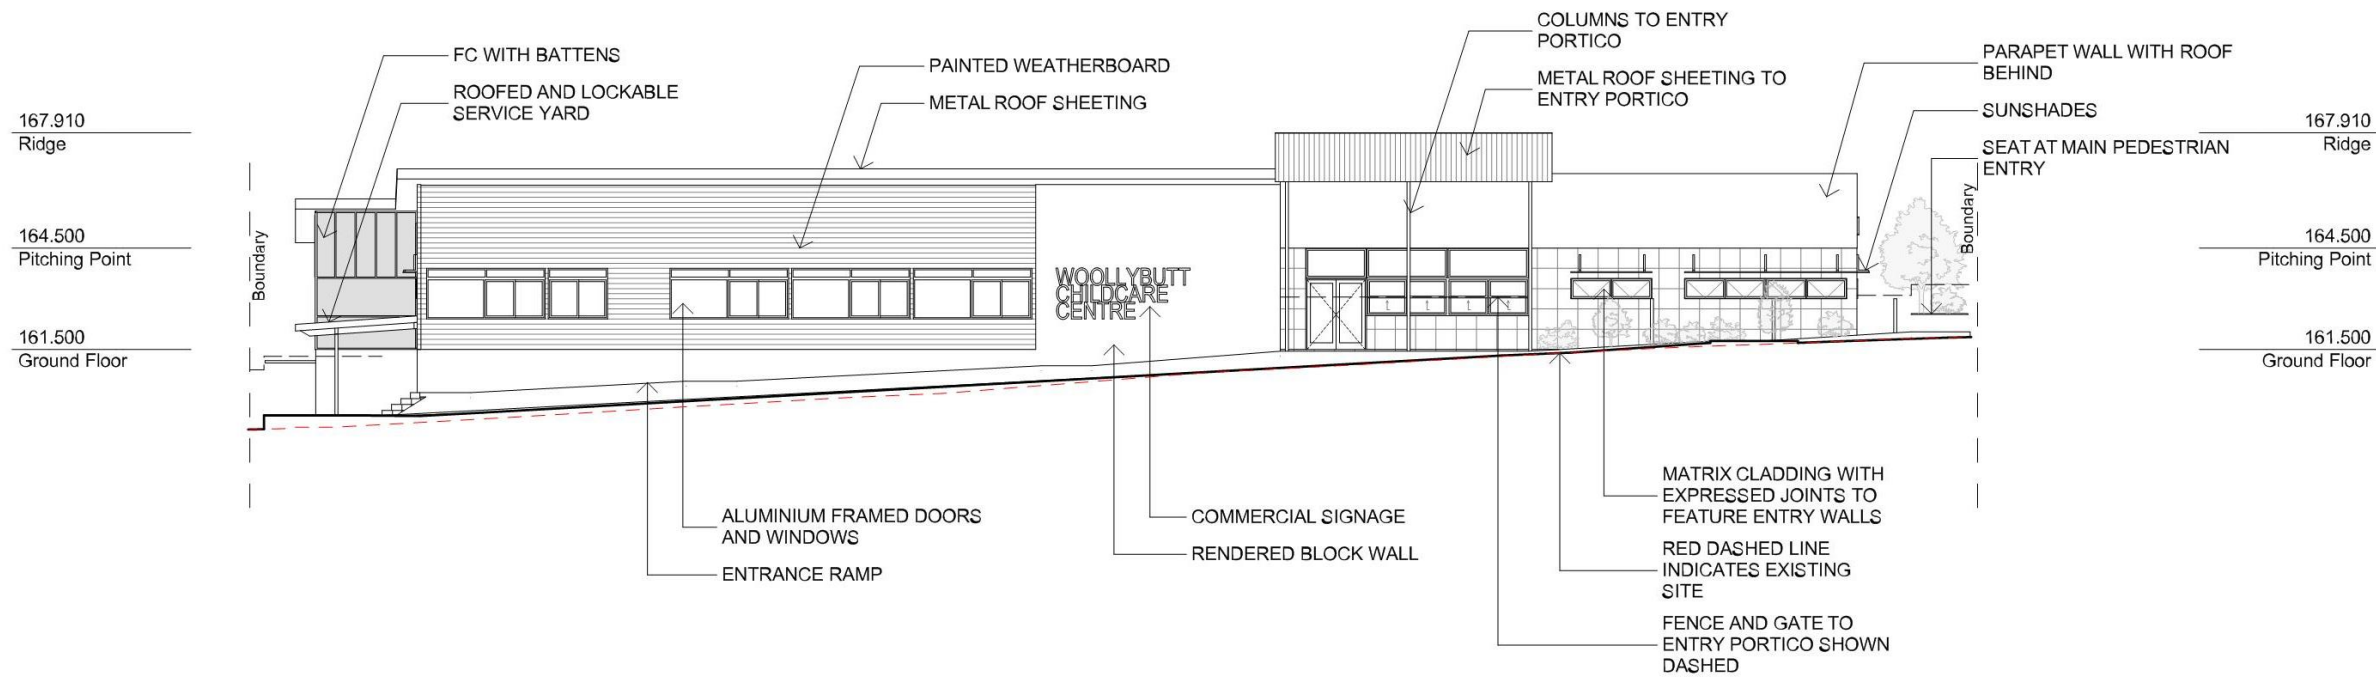 167.910
Ridge
164.500
Pitching Point
161.500
Ground Floor
Boundary
FC WITH BATTENS
ROOFED AND LOCKABLE
SERVICE YARD
PAINTED WEATHERBOARD
METAL ROOF SHEETING
COLUMNS TO ENTRY
PORTICO
METAL ROOF SHEETING TO
ENTRY PORTICO
PARAPET WALL WITH ROOF
BEHIND
SUNSHADES
SEAT AT MAIN PEDESTRIAN
ENTRY
WOOLLYBUTT
CHILDCARE
CENTRE
Boundary
167.910
Ridge
164.500
Pitching Point
161.500
Ground Floor
ALUMINIUM FRAMED DOORS
AND WINDOWS
ENTRANCE RAMP
COMMERCIAL SIGNAGE
RENDERED BLOCK WALL
MATRIX CLADDING WITH
EXPRESSED JOINTS TO
FEATURE ENTRY WALLS
RED DASHED LINE
INDICATES EXISTING
SITE
FENCE AND GATE TO
ENTRY PORTICO SHOWN
DASHED